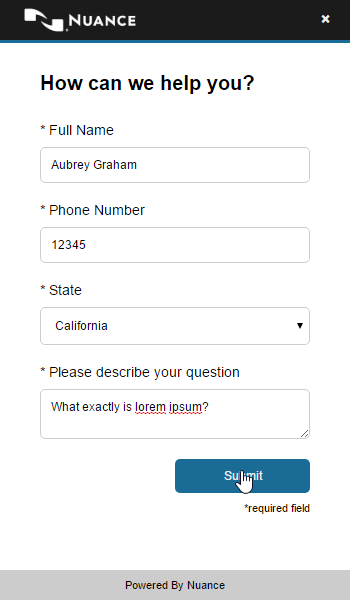 NUANCE
How can we help you?
* Full Name
Aubrey Graham
* Phone Number
12345
* State
California
* Please describe your question
What exactly is lorem ipsum?
Submit
*required field
Powered By Nuance